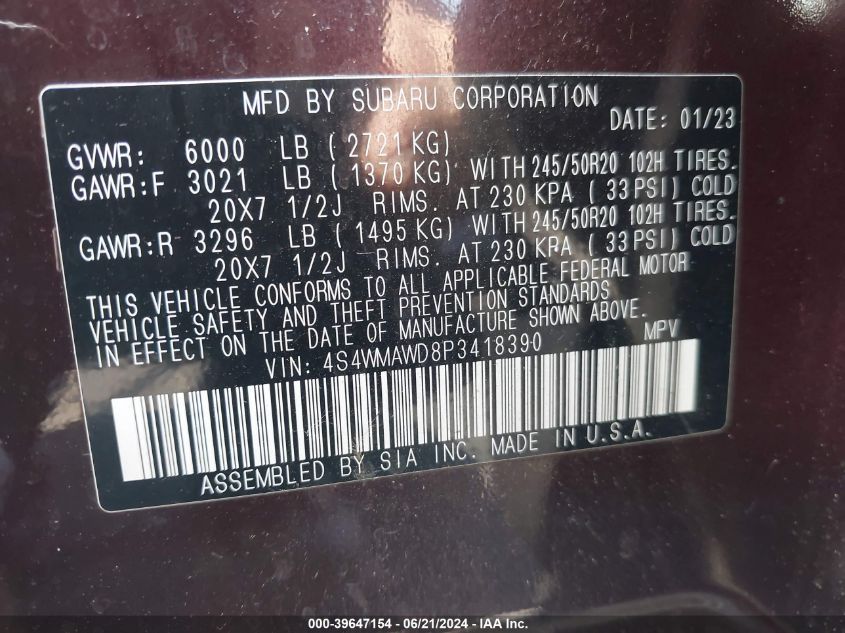 MFD BY SUBARU CORPORATION
DATE: 01/23
GVWR: 6000 LB ( 2721 KG)
GAWR:F 3021 LB ( 1370 KG) WITH 245/50R20 102H TIRES.
20X7 1/2J RIMS. AT 230 KPA ( 33 PSI) COLD
GAWR:R 3296 LB ( 1495 KG) WITH 245/50R20 102H TIRES.
20X7 1/2J RIMS. AT 230 KPA ( 33 PSI) COLD
THIS VEHICLE CONFORMS TO ALL APPLICABLE FEDERAL MOTOR
VEHICLE SAFETY AND THEFT PREVENTION STANDARDS
IN EFFECT ON THE DATE OF MANUFACTURE SHOWN ABOVE.
VIN: 4S4WMAWD8P3418390 MPV
ASSEMBLED BY SIA INC. MADE IN U.S.A.
000-39647154 - 06/21/2024 - IAA Inc.